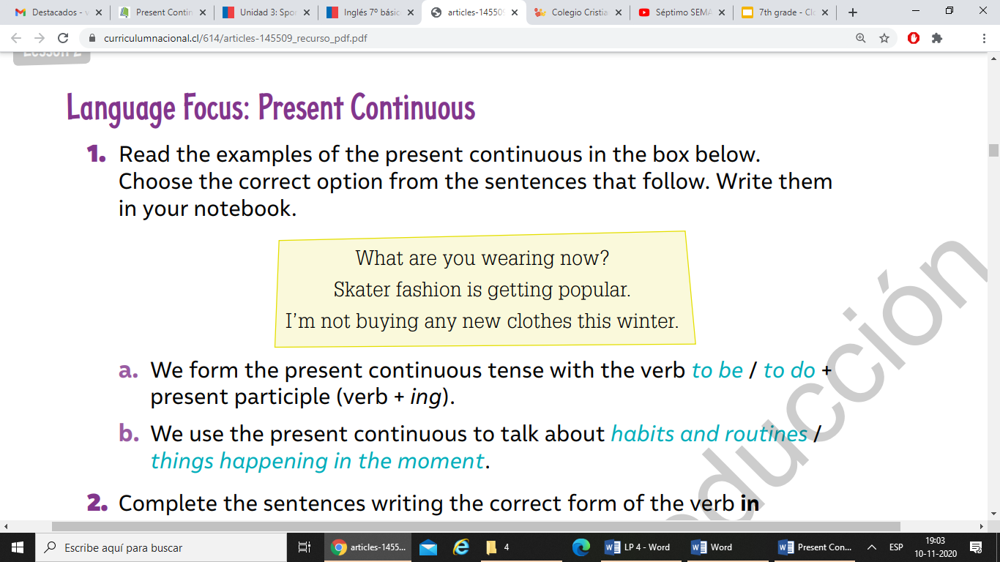 Destacados - v
Present Contin
Unidad 3: Spor
Inglés 7º básic
articles-145509
Colegio Cristia
Séptimo SEMA
7th grade - Clo
curriculumnacional.cl/614/articles-145509_recurso_pdf.pdf
Lesson 2
Language Focus: Present Continuous
1. Read the examples of the present continuous in the box below.
Choose the correct option from the sentences that follow. Write them
in your notebook.
What are you wearing now?
Skater fashion is getting popular.
I'm not buying any new clothes this winter.
a. We form the present continuous tense with the verb to be / to do +
present participle (verb + ing).
b. We use the present continuous to talk about habits and routines /
things happening in the moment.
2. Complete the sentences writing the correct form of the verb in
oducción
Escribe aquí para buscar
articles-1455...
4
LP 4 - Word
Word
Present Con...
ESP
19:03
10-11-2020